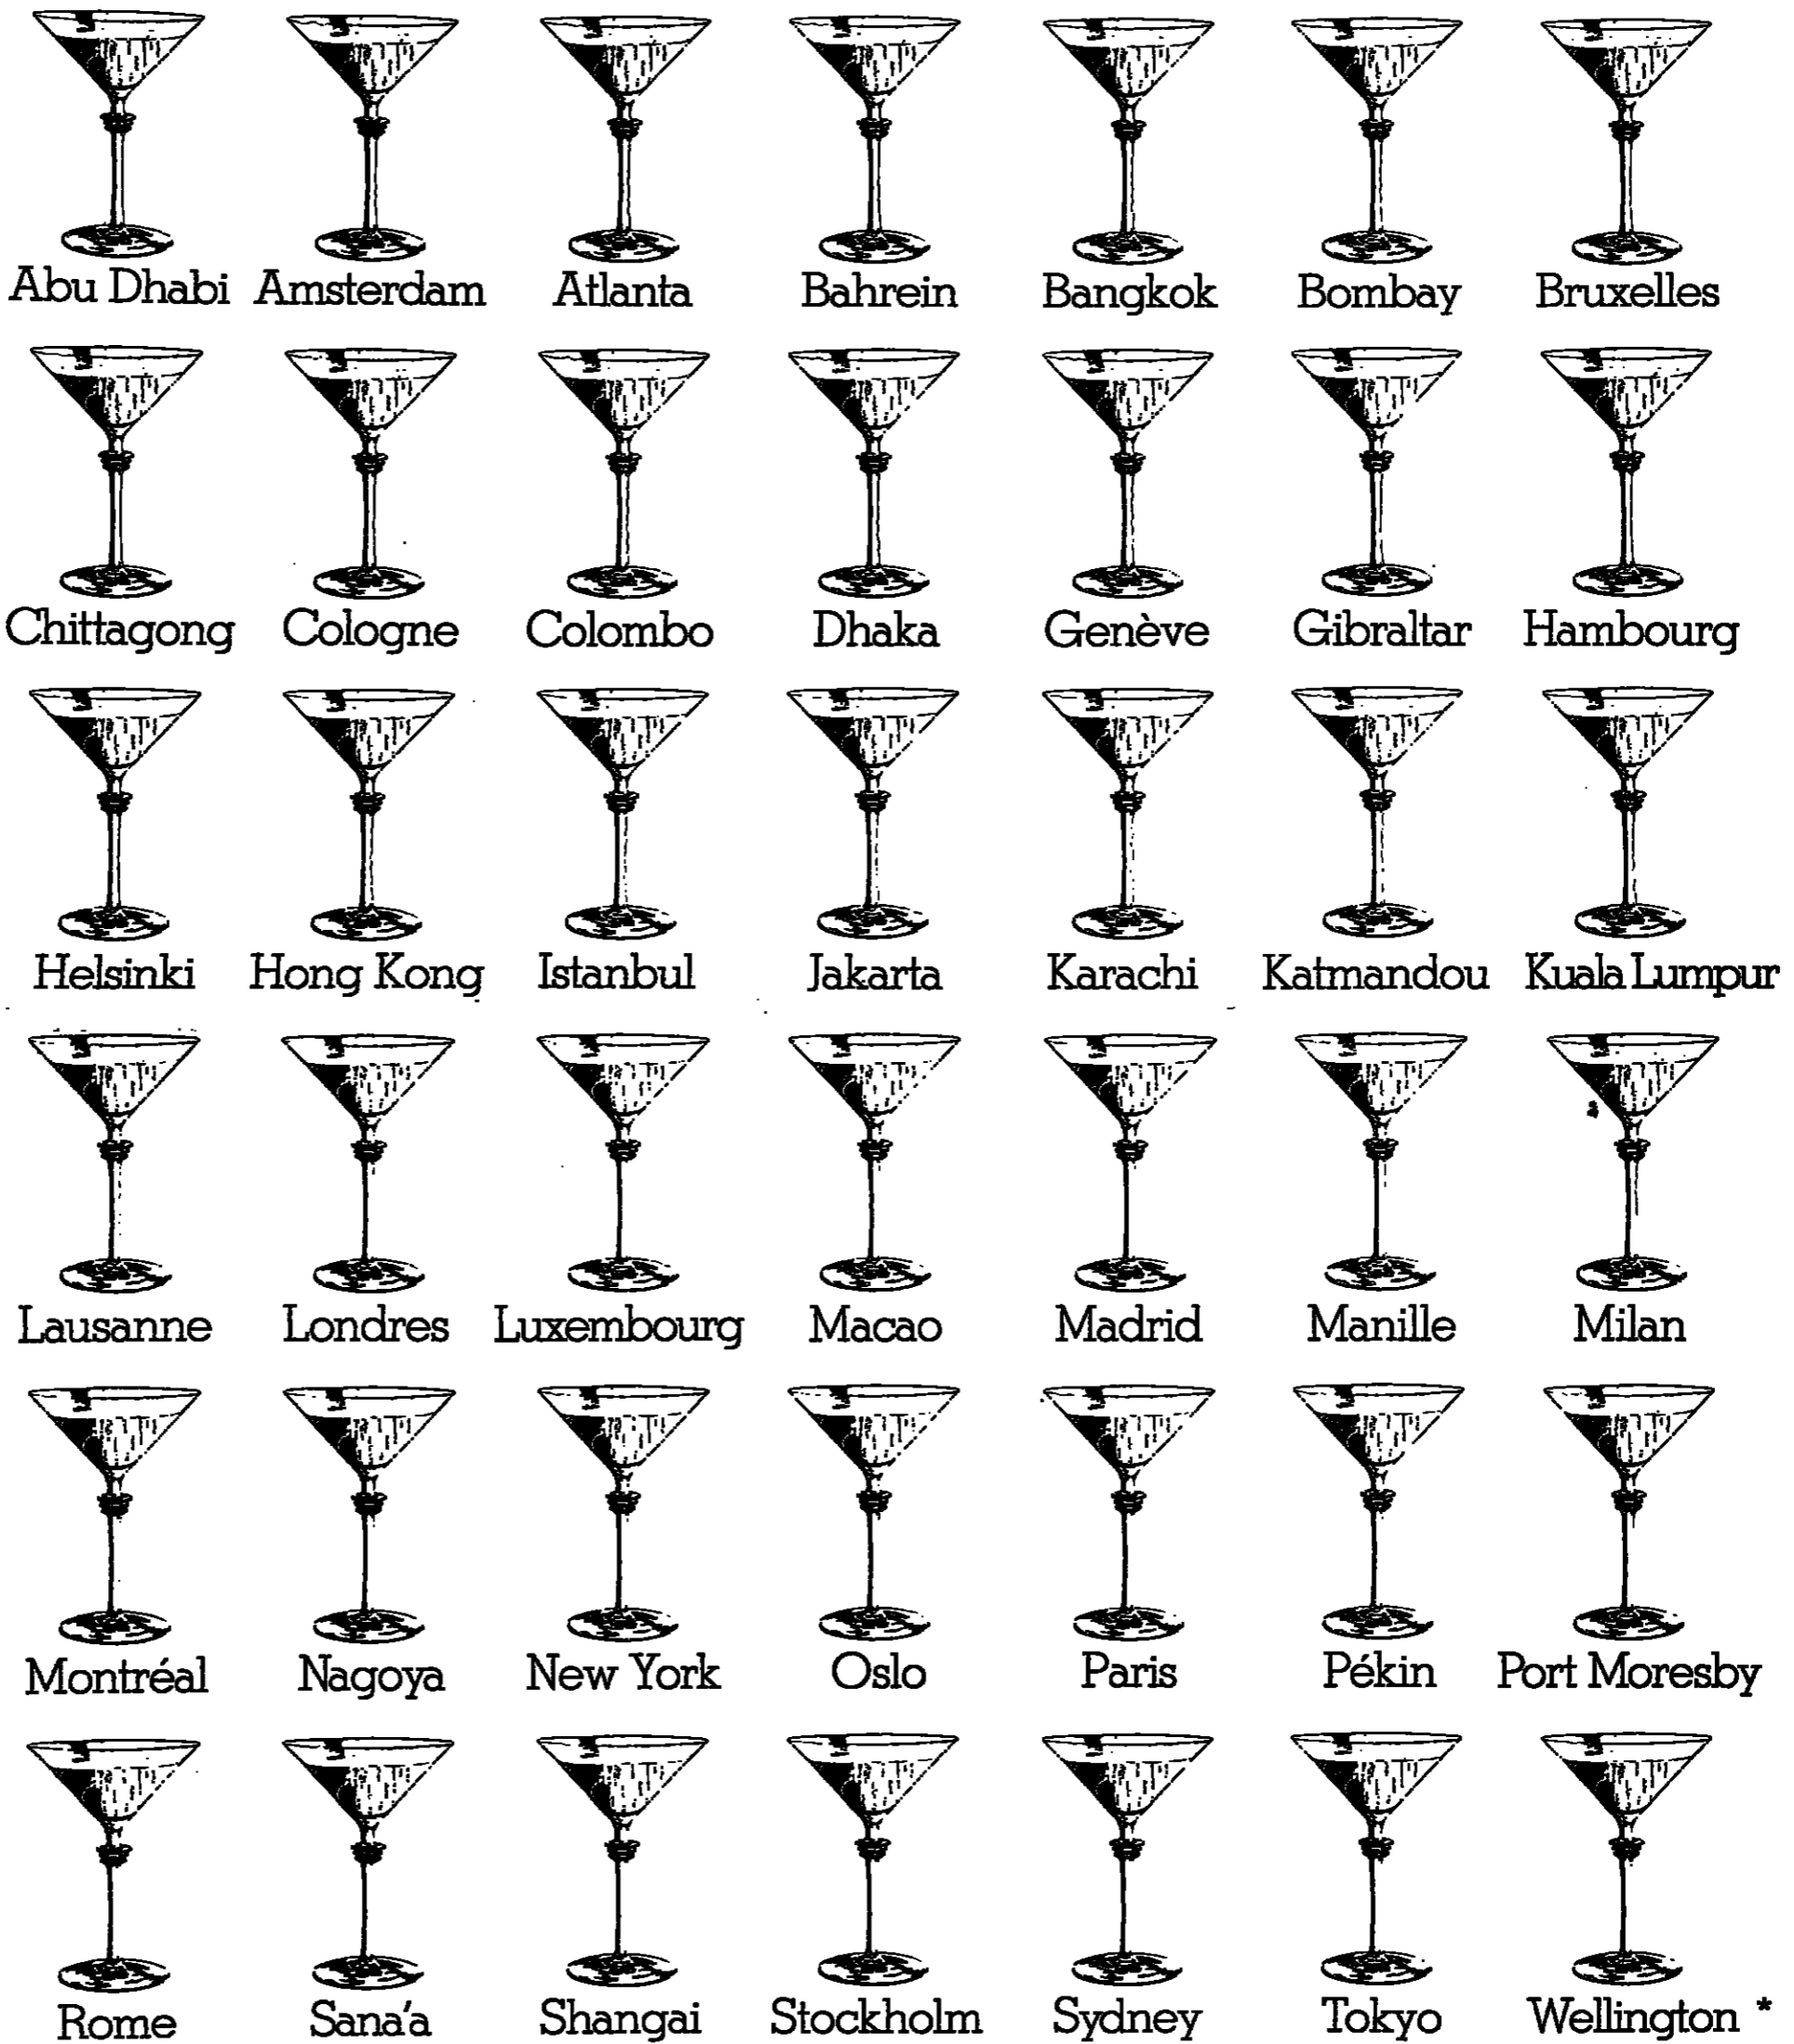 Abu Dhabi Amsterdam Atlanta Bahrein Bangkok Bombay Bruxelles
Chittagong Cologne Colombo Dhaka Genève Gibraltar Hambourg
Helsinki Hong Kong Istanbul Jakarta Karachi Katmandou Kuala Lumpur
Lausanne Londres Luxembourg Macao Madrid Manille Milan
Montréal Nagoya New York Oslo Paris Pékin Port Moresby
Rome Sana'a Shangai Stockholm Sydney Tokyo Wellington *